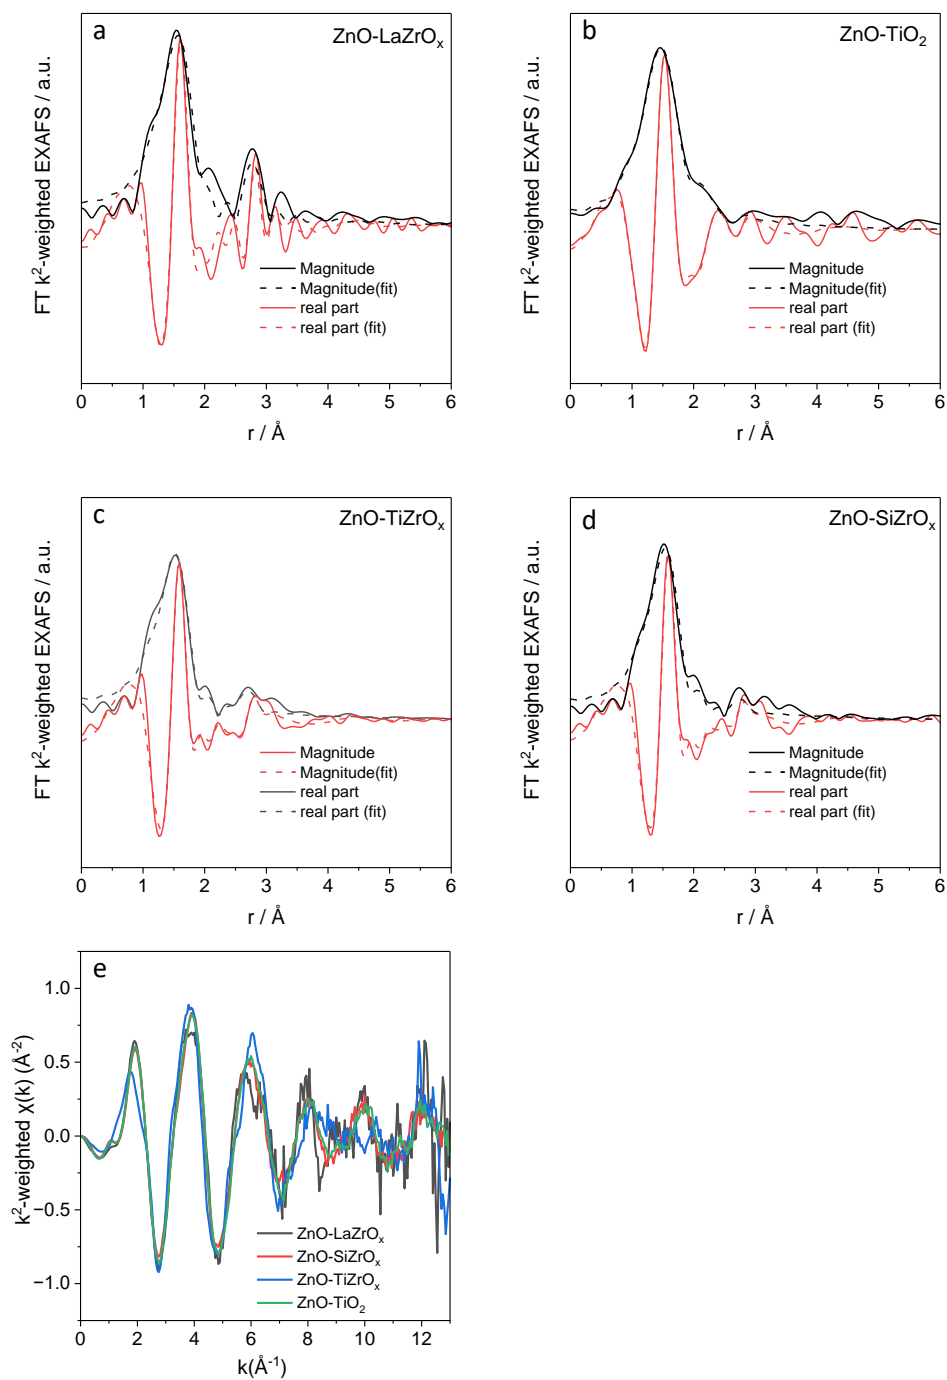 a
ZnO-LaZrOₓ
FT k²-weighted EXAFS / a.u.
Magnitude
Magnitude(fit)
real part
real part (fit)
0 1 2 3 4 5 6
r / Å
b
ZnO-TiO₂
FT k²-weighted EXAFS / a.u.
Magnitude
Magnitude(fit)
real part
real part (fit)
0 1 2 3 4 5 6
r / Å
c
ZnO-TiZrOₓ
FT k²-weighted EXAFS / a.u.
Magnitude
Magnitude(fit)
real part
real part (fit)
0 1 2 3 4 5 6
r / Å
d
ZnO-SiZrOₓ
FT k²-weighted EXAFS / a.u.
Magnitude
Magnitude(fit)
real part
real part (fit)
0 1 2 3 4 5 6
r / Å
e
k²-weighted χ(k) (Å⁻²)
1.0
0.5
0.0
−0.5
−1.0
ZnO-LaZrOₓ
ZnO-SiZrOₓ
ZnO-TiZrOₓ
ZnO-TiO₂
0 2 4 6 8 10 12
k(Å⁻¹)